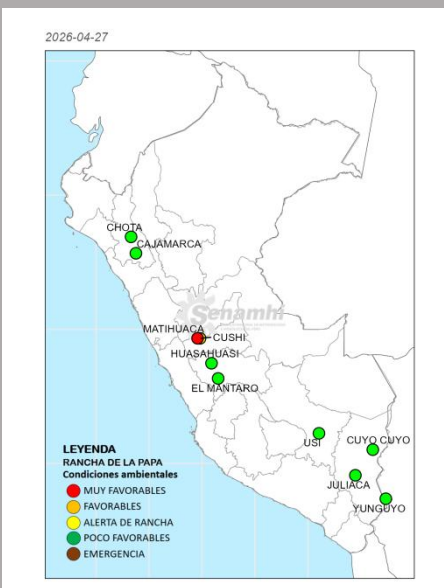 2026-04-27
CHOTA
CAJAMARCA
Senamhi
MATIHUACA
CUSHI
HUASAHUASI
EL MANTARO
USI
CUYO CUYO
JULIACA
YUNGUYO
LEYENDA
RANCHA DE LA PAPA
Condiciones ambientales
MUY FAVORABLES
FAVORABLES
ALERTA DE RANCHA
POCO FAVORABLES
EMERGENCIA